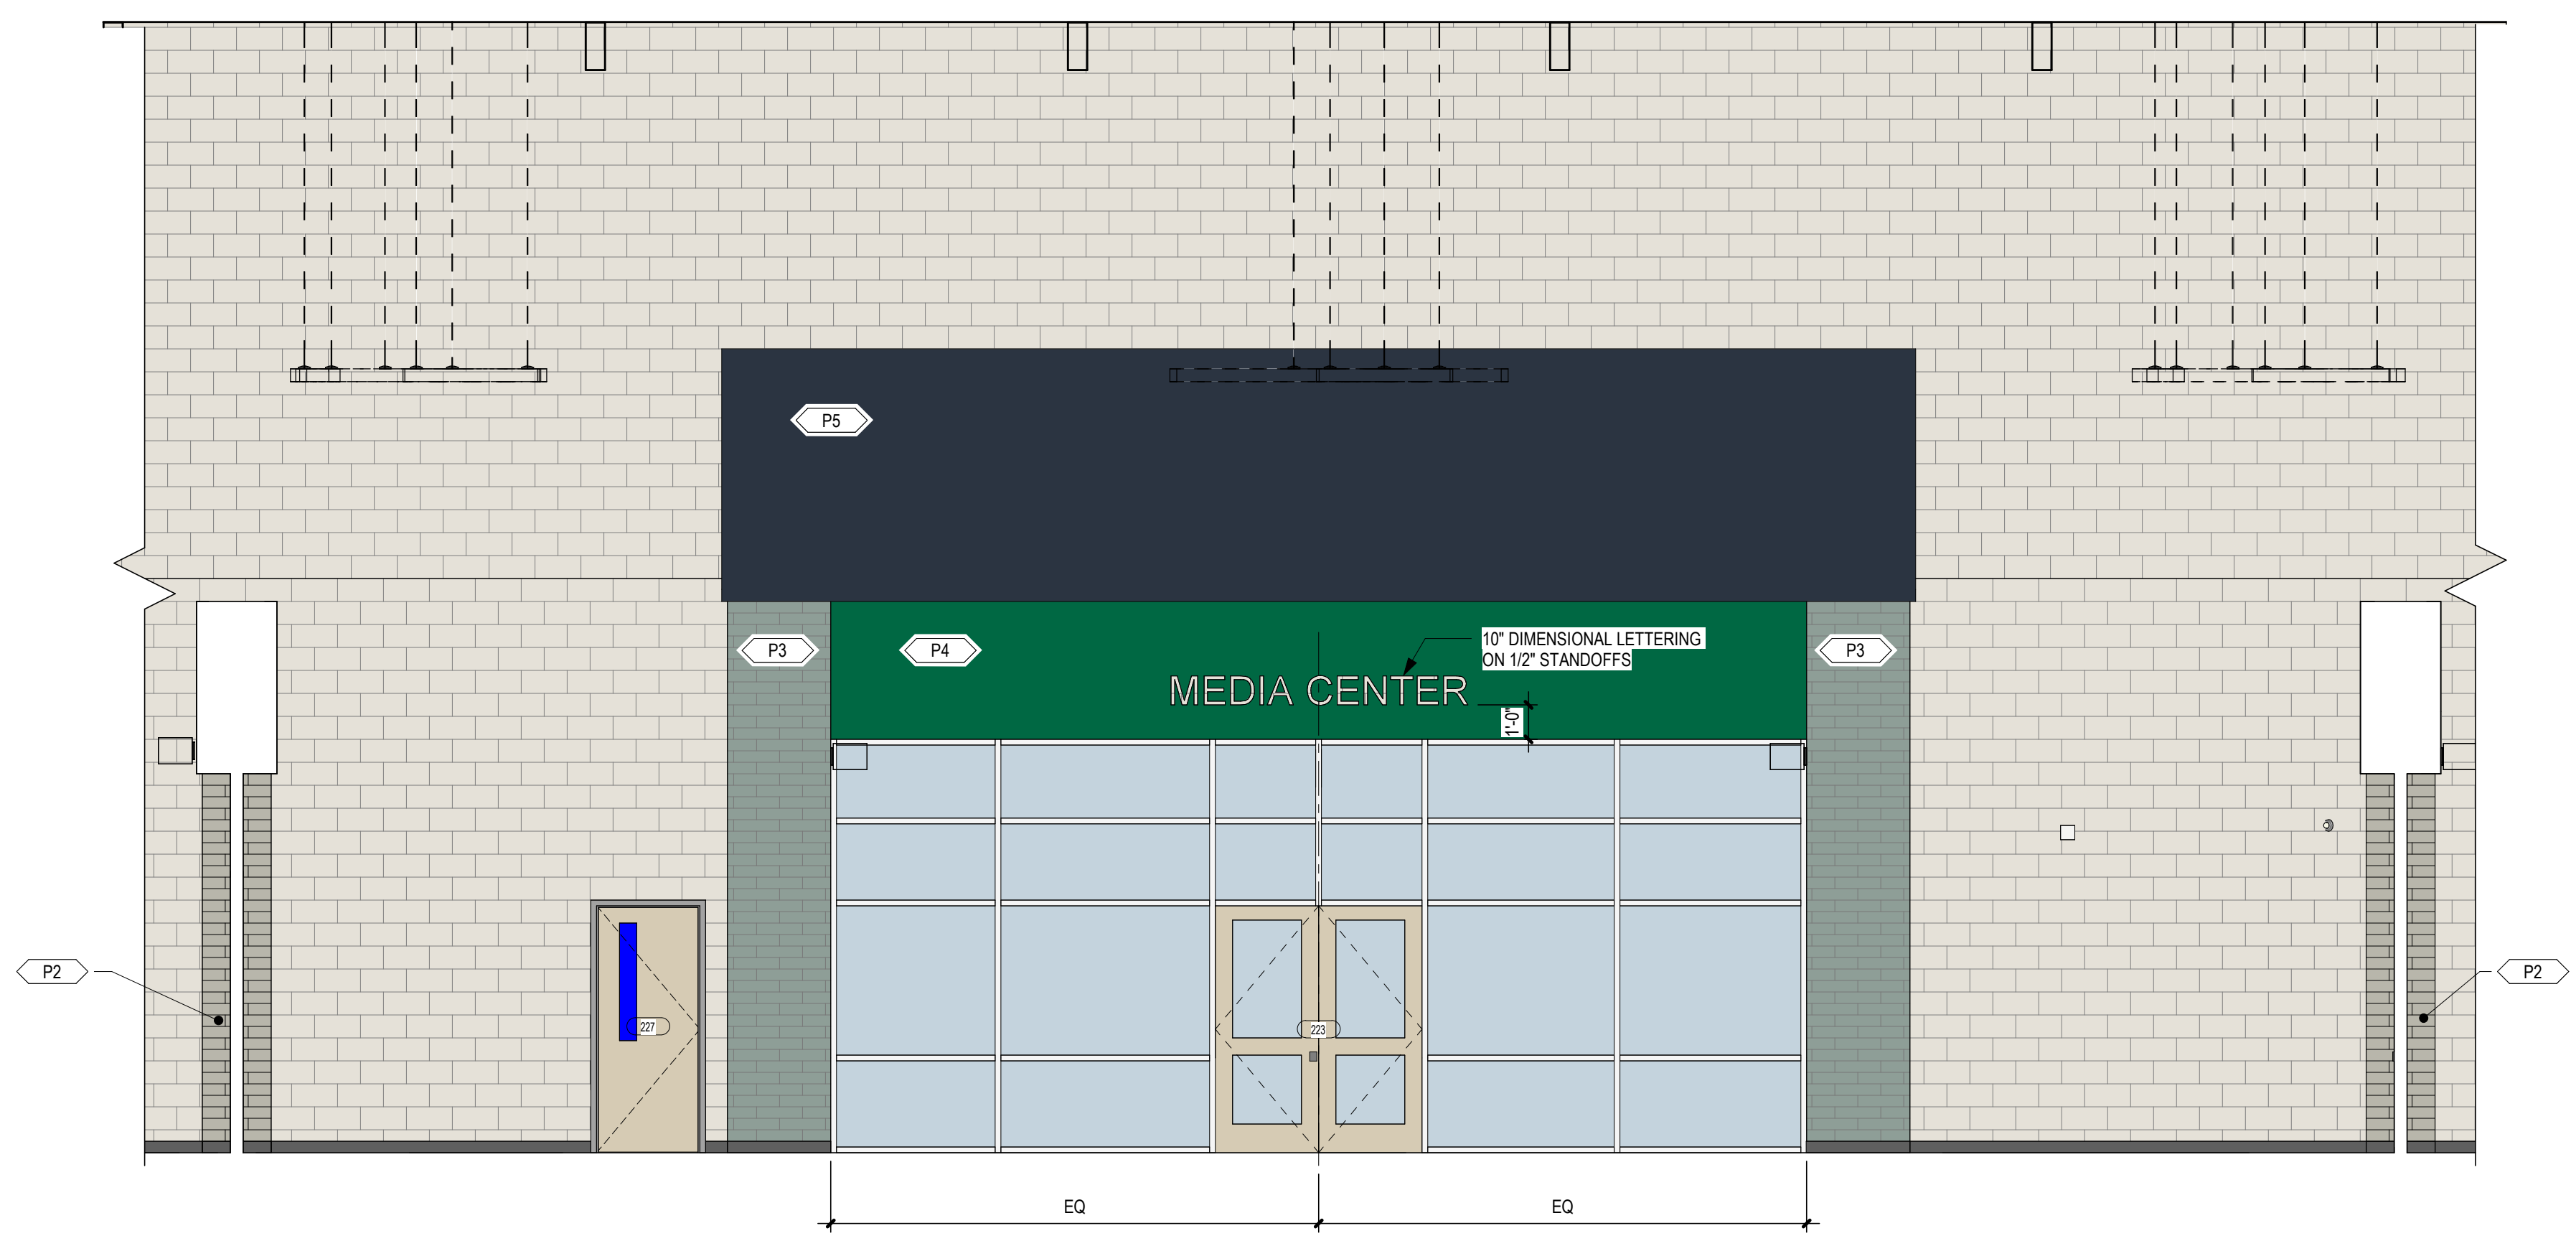 P5
P3
P4
10" DIMENSIONAL LETTERING
ON 1/2" STANDOFFS
P3
MEDIA CENTER
1'-0"
P2
P2
227
223
EQ
EQ